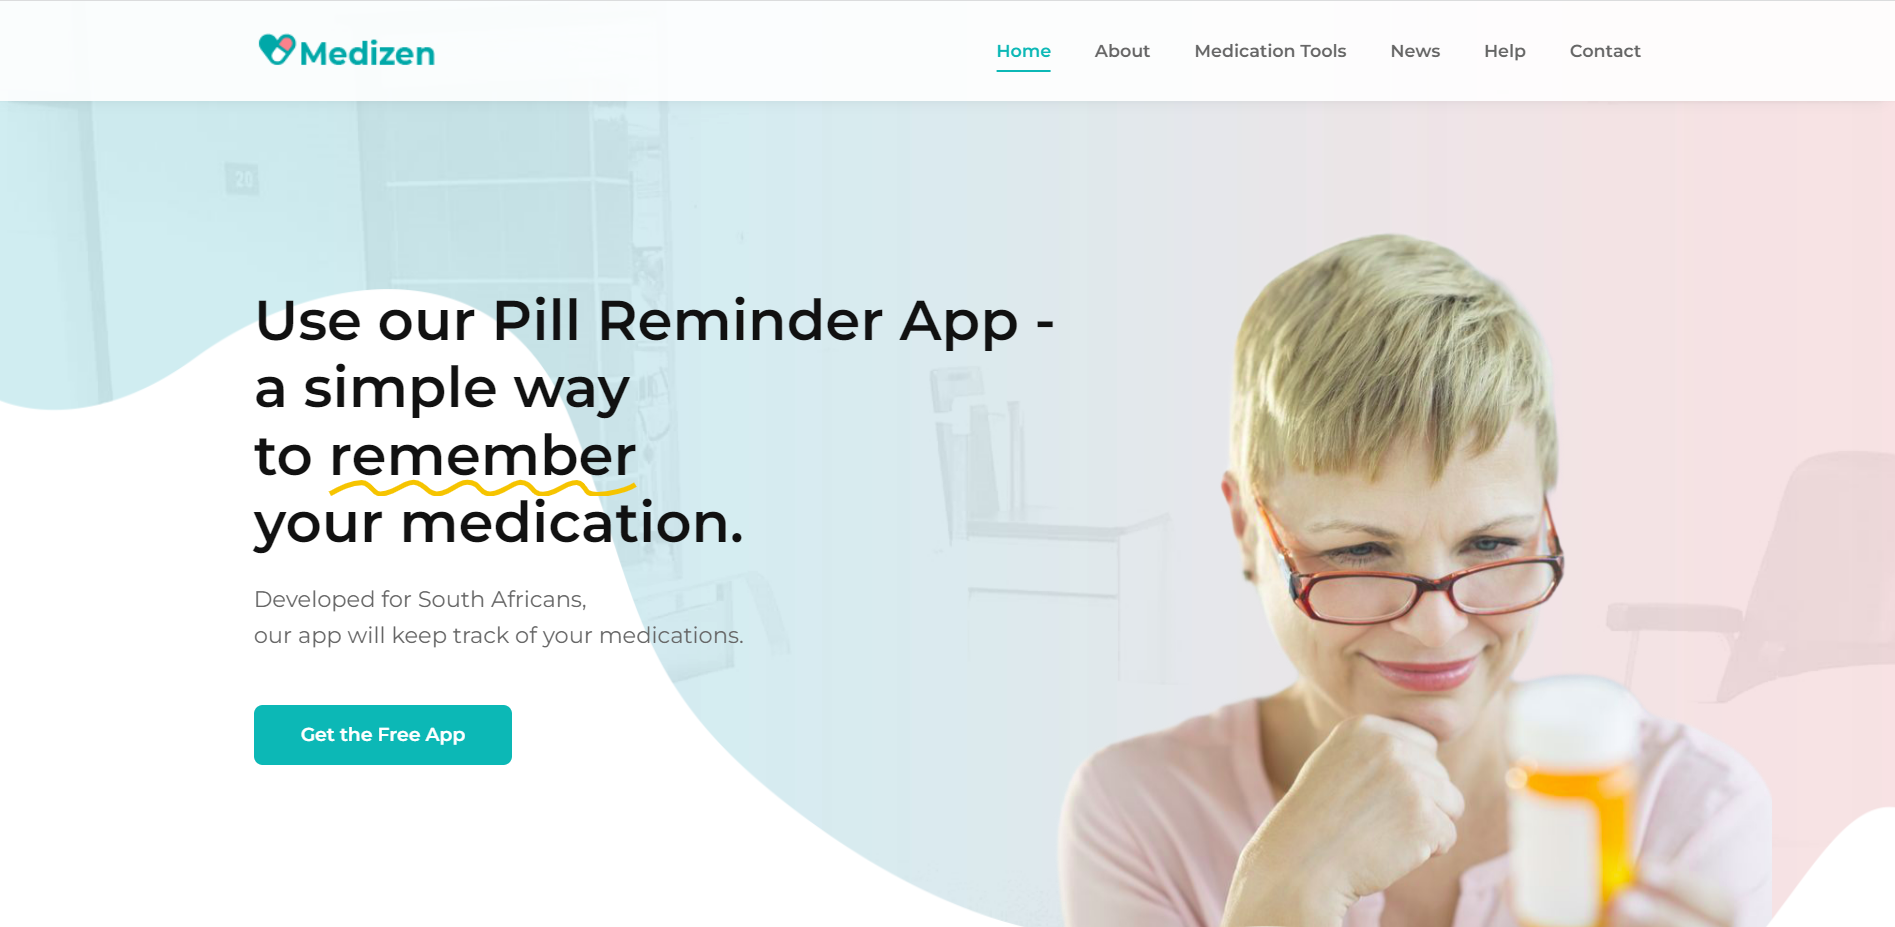 Medizen
Home About Medication Tools News Help Contact
20
Use our Pill Reminder App -
a simple way
to remember
your medication.
Developed for South Africans,
our app will keep track of your medications.
Get the Free App